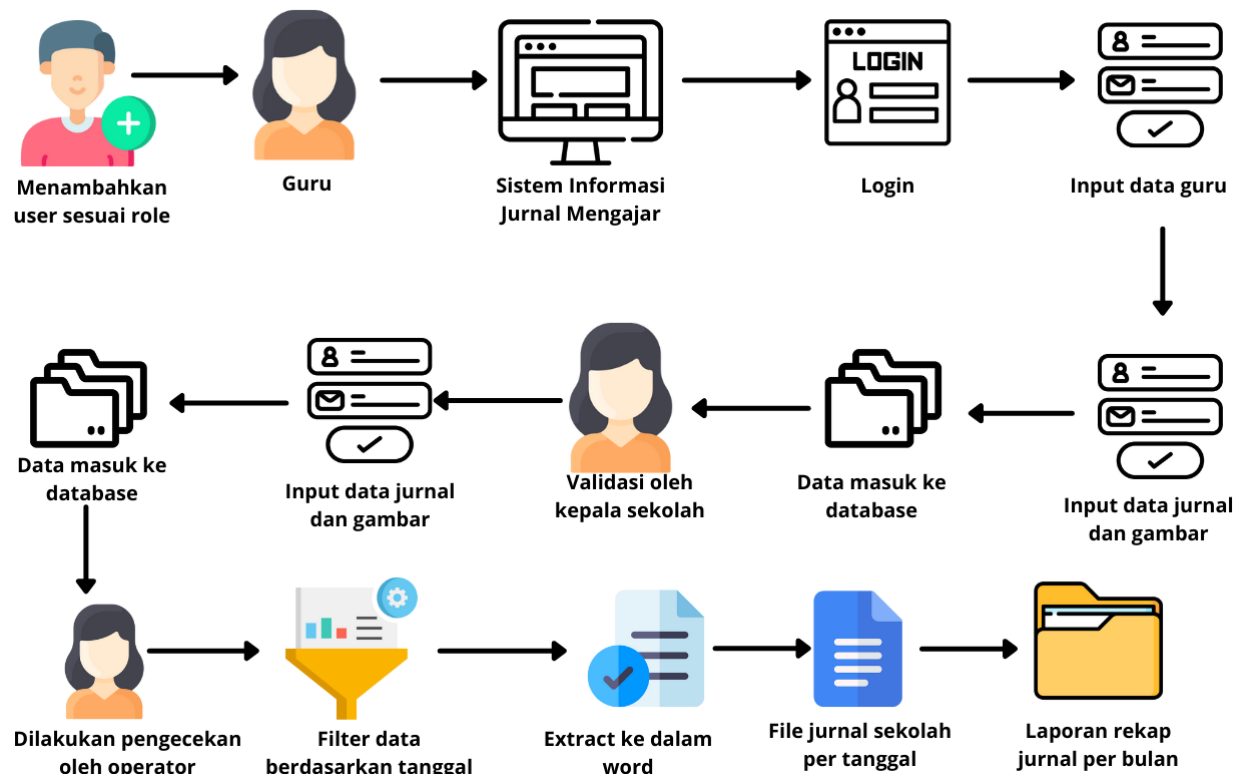 Menambahkan
user sesuai role
Guru
Sistem Informasi
Jurnal Mengajar
LOGIN
Login
Input data guru
Data masuk ke
database
Input data jurnal
dan gambar
Validasi oleh
kepala sekolah
Data masuk ke
database
Input data jurnal
dan gambar
Dilakukan pengecekan
oleh operator
Filter data
berdasarkan tanggal
Extract ke dalam
word
File jurnal sekolah
per tanggal
Laporan rekap
jurnal per bulan